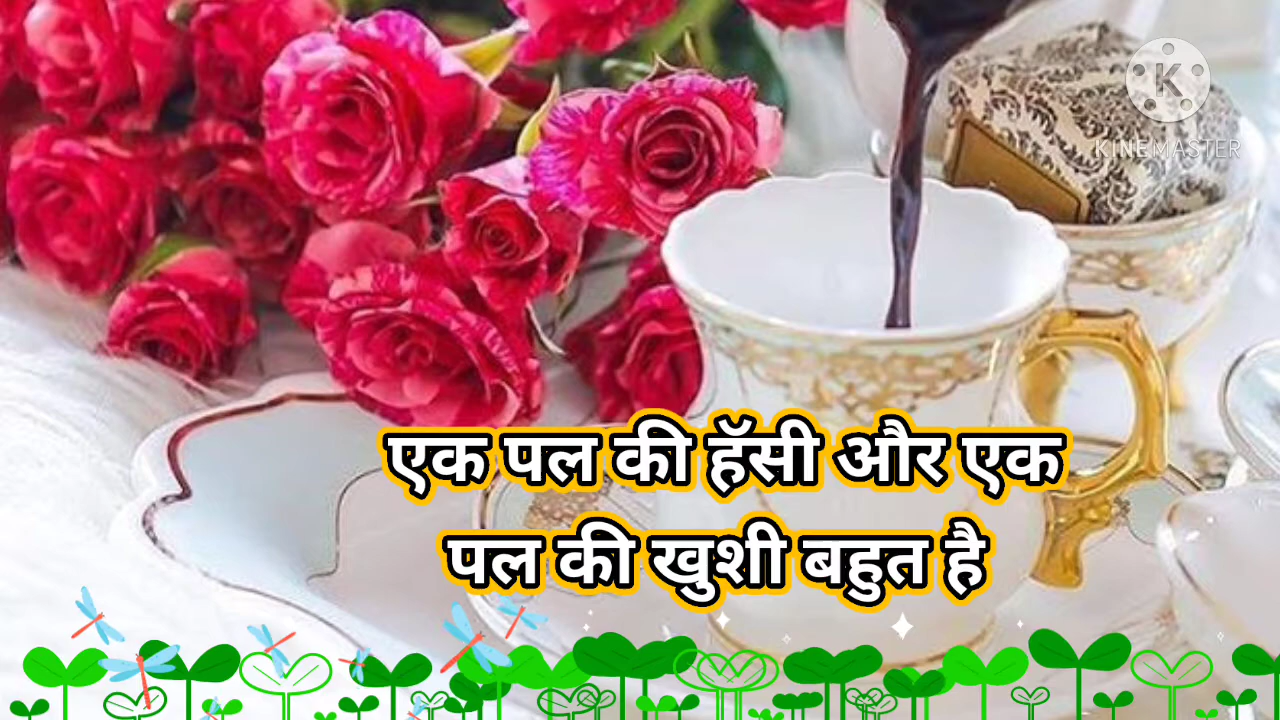 K
KINEMASTER
एक पल की हॅसी और एक
पल की खुशी बहुत है